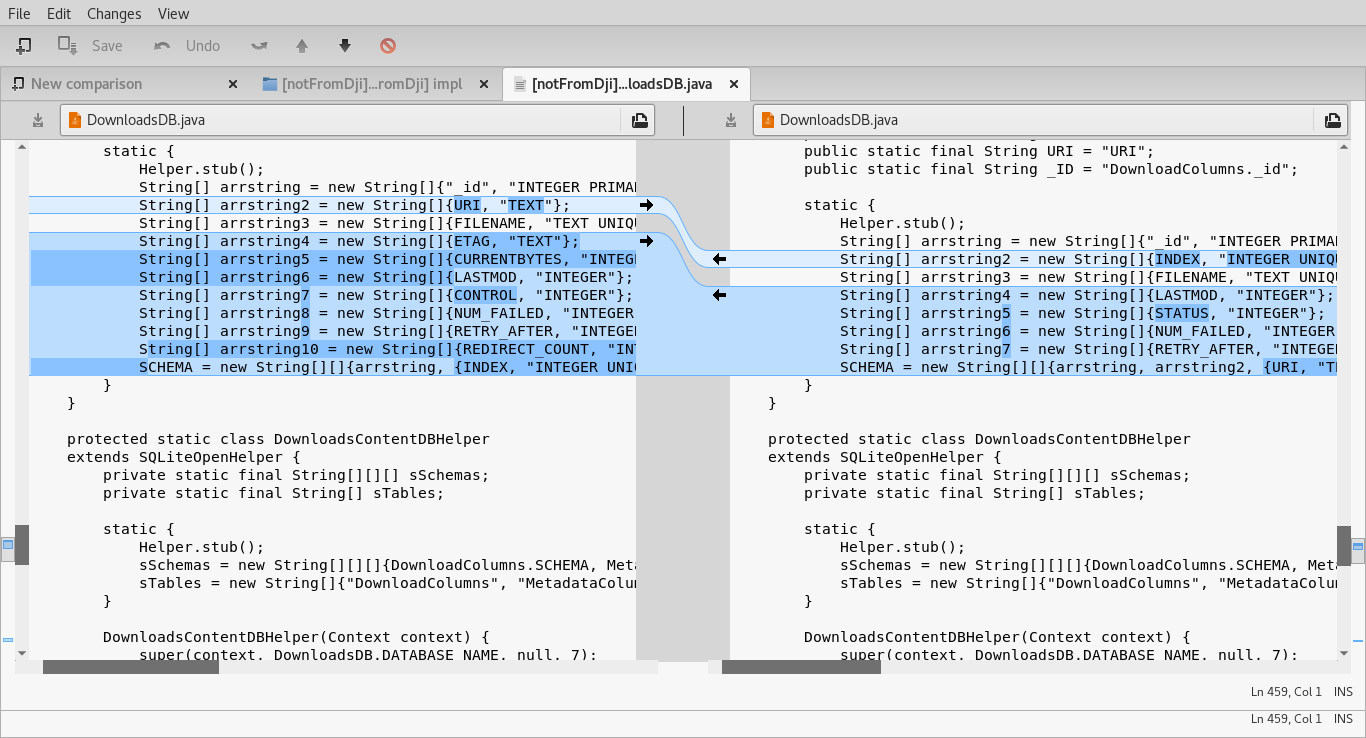 File Edit Changes View
Save Undo
New comparison [notFromDji]...romDji] impl [notFromDji]...loadsDB.java
DownloadsDB.java
static {
Helper.stub();
String[] arrstring = new String[]{"_id", "INTEGER PRIMA
String[] arrstring2 = new String[]{URI, "TEXT"};
String[] arrstring3 = new String[]{FILENAME, "TEXT UNIQU
String[] arrstring4 = new String[]{ETAG, "TEXT"};
String[] arrstring5 = new String[]{CURRENTBYTES, "INTEG
String[] arrstring6 = new String[]{LASTMOD, "INTEGER"};
String[] arrstring7 = new String[]{CONTROL, "INTEGER"};
String[] arrstring8 = new String[]{NUM_FAILED, "INTEGER
String[] arrstring9 = new String[]{RETRY_AFTER, "INTEGE
String[] arrstring10 = new String[]{REDIRECT_COUNT, "INT
SCHEMA = new String[][]{arrstring, {INDEX, "INTEGER UNIQ
}
}
protected static class DownloadsContentDBHelper
extends SQLiteOpenHelper {
private static final String[][][] sSchemas;
private static final String[] sTables;
static {
Helper.stub();
sSchemas = new String[][][]{DownloadColumns.SCHEMA, Meta
sTables = new String[]{"DownloadColumns", "MetadataColum
}
DownloadsContentDBHelper(Context context) {
super(context, DownloadsDB.DATABASE_NAME, null, 7);
DownloadsDB.java
public static final String URI = "URI";
public static final String _ID = "DownloadColumns._id";
static {
Helper.stub();
String[] arrstring = new String[]{"_id", "INTEGER PRIMA
String[] arrstring2 = new String[]{INDEX, "INTEGER UNIQU
String[] arrstring3 = new String[]{FILENAME, "TEXT UNIQU
String[] arrstring4 = new String[]{LASTMOD, "INTEGER"};
String[] arrstring5 = new String[]{STATUS, "INTEGER"};
String[] arrstring6 = new String[]{NUM_FAILED, "INTEGER
String[] arrstring7 = new String[]{RETRY_AFTER, "INTEGE
SCHEMA = new String[][]{arrstring, arrstring2, {URI, "TE
}
}
protected static class DownloadsContentDBHelper
extends SQLiteOpenHelper {
private static final String[][][] sSchemas;
private static final String[] sTables;
static {
Helper.stub();
sSchemas = new String[][][]{DownloadColumns.SCHEMA, Meta
sTables = new String[]{"DownloadColumns", "MetadataColum
}
DownloadsContentDBHelper(Context context) {
super(context, DownloadsDB.DATABASE_NAME, null, 7);
Ln 459, Col 1 INS
Ln 459, Col 1 INS